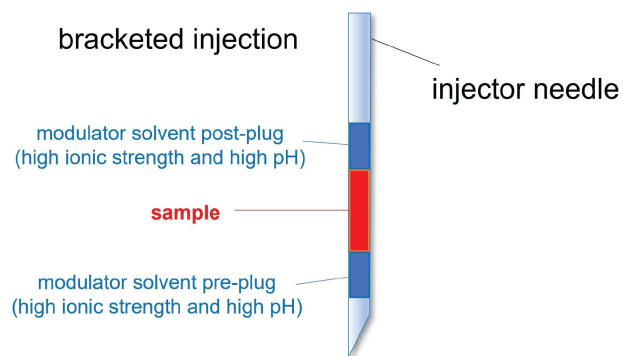 bracketed injection
injector needle
modulator solvent post-plug
(high ionic strength and high pH)
sample
modulator solvent pre-plug
(high ionic strength and high pH)